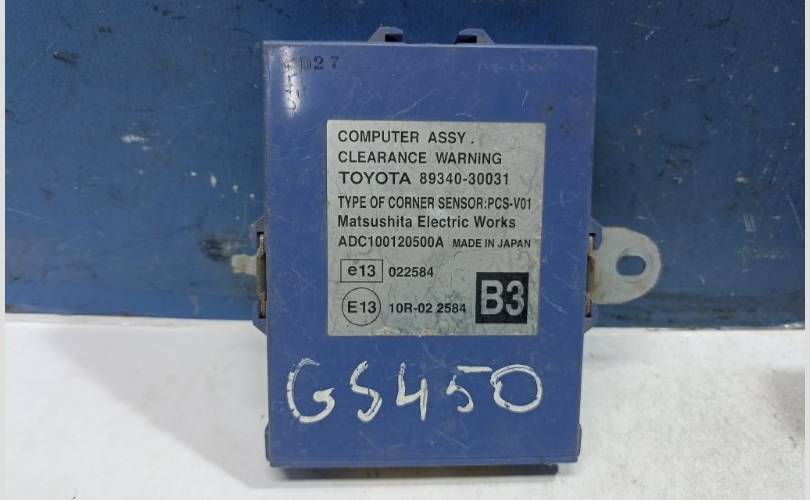 D27
COMPUTER ASSY.
CLEARANCE WARNING
TOYOTA 89340-30031
TYPE OF CORNER SENSOR:PCS-V01
Matsushita Electric Works
ADC100120500A MADE IN JAPAN
e13 022584
E13 10R-02 2584 B3
GS450